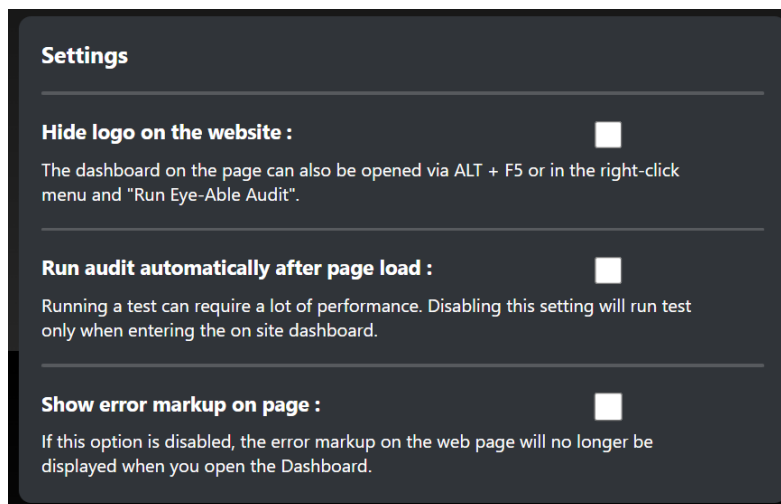 Settings
Hide logo on the website :
The dashboard on the page can also be opened via ALT + F5 or in the right-click
menu and "Run Eye-Able Audit".
Run audit automatically after page load :
Running a test can require a lot of performance. Disabling this setting will run test
only when entering the on site dashboard.
Show error markup on page :
If this option is disabled, the error markup on the web page will no longer be
displayed when you open the Dashboard.